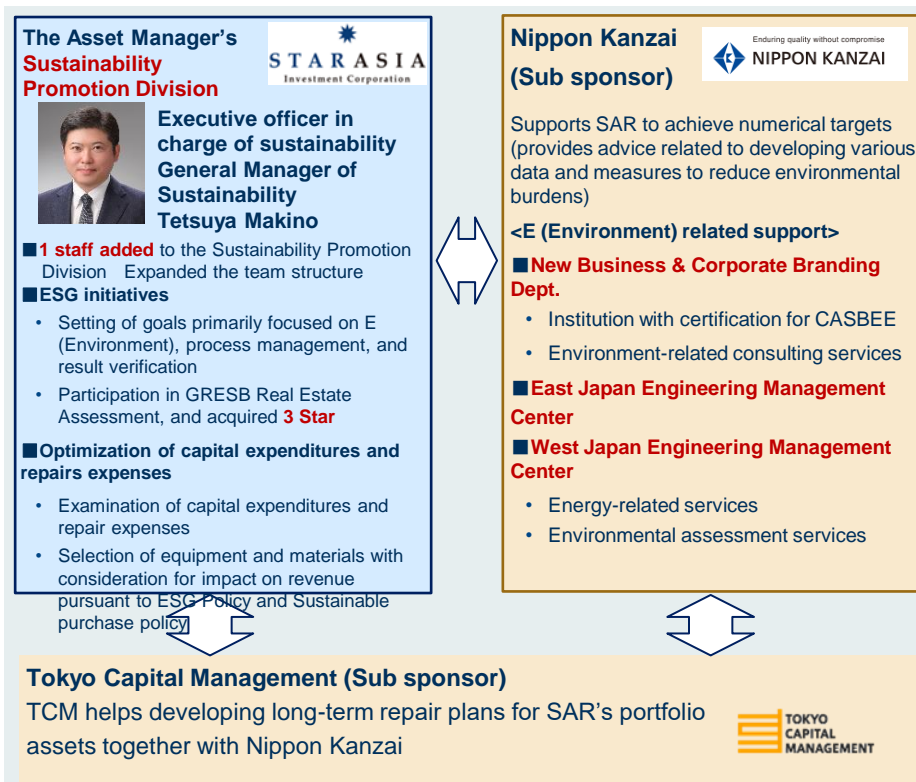 The Asset Manager's
Sustainability
Promotion Division
STARASIA
Investment Corporation
Executive officer in
charge of sustainability
General Manager of
Sustainability
Tetsuya Makino
■1 staff added to the Sustainability Promotion
Division Expanded the team structure
■ESG initiatives
• Setting of goals primarily focused on E
(Environment), process management, and
result verification
• Participation in GRESB Real Estate
Assessment, and acquired 3 Star
■Optimization of capital expenditures and
repairs expenses
• Examination of capital expenditures and
repair expenses
• Selection of equipment and materials with
consideration for impact on revenue
pursuant to ESG Policy and Sustainable
purchase policy
Nippon Kanzai
(Sub sponsor)
Enduring quality without compromise
NIPPON KANZAI
Supports SAR to achieve numerical targets
(provides advice related to developing various
data and measures to reduce environmental
burdens)
<E (Environment) related support>
■New Business & Corporate Branding
Dept.
• Institution with certification for CASBEE
• Environment-related consulting services
■East Japan Engineering Management
Center
■West Japan Engineering Management
Center
• Energy-related services
• Environmental assessment services
Tokyo Capital Management (Sub sponsor)
TCM helps developing long-term repair plans for SAR's portfolio
assets together with Nippon Kanzai
TOKYO
CAPITAL
MANAGEMENT